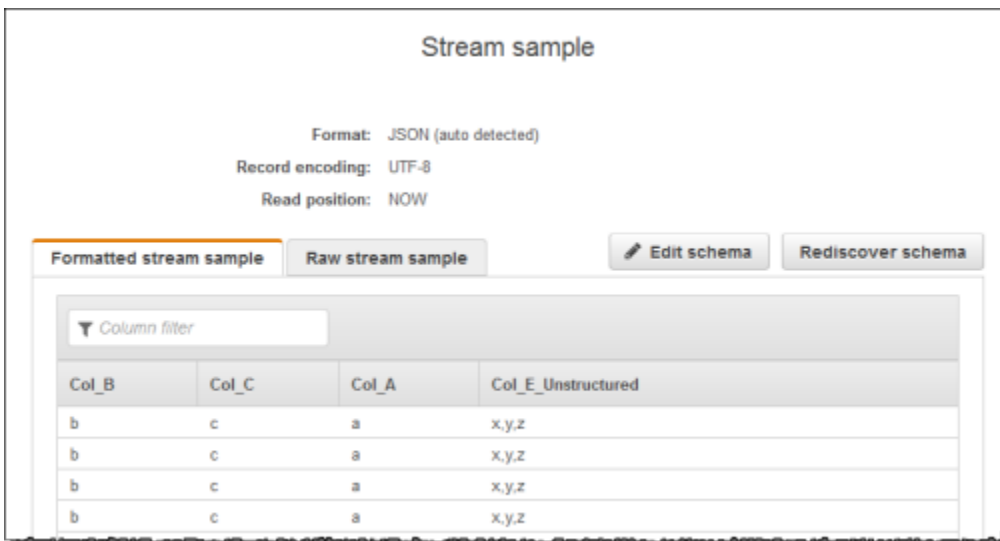 Stream sample
Format: JSON (auto detected)
Record encoding: UTF-8
Read position: NOW
Formatted stream sample Raw stream sample Edit schema Rediscover schema
Column filter
Col_B Col_C Col_A Col_E_Unstructured
b c a x,y,z
b c a x,y,z
b c a x,y,z
b c a x,y,z